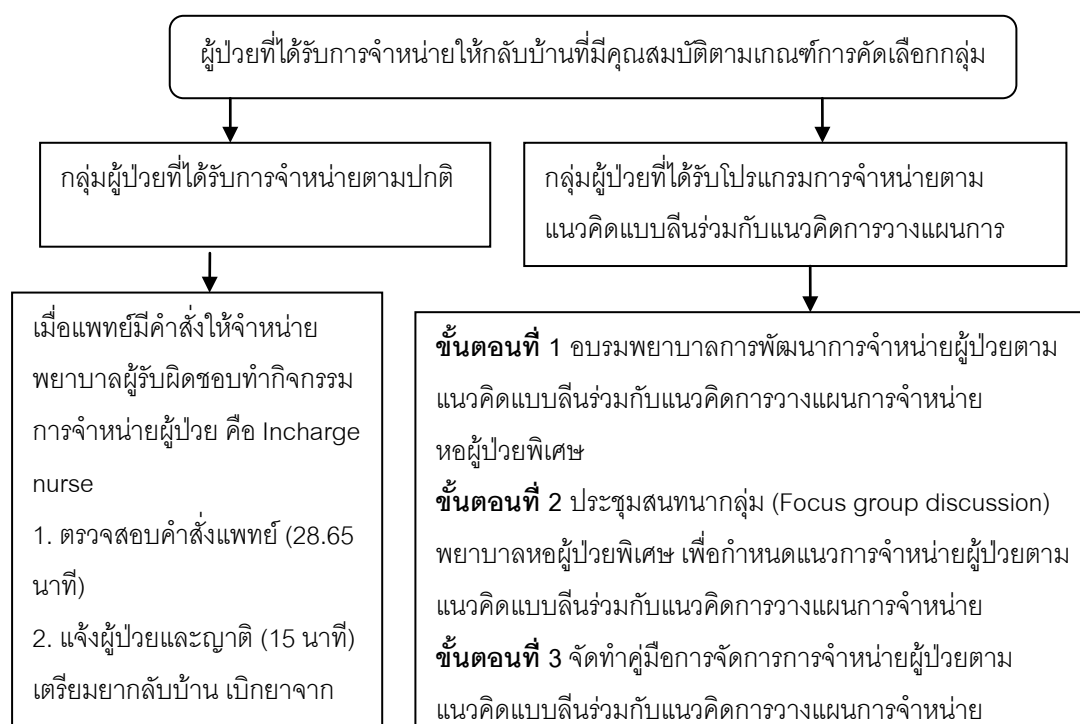 ผู้ป่วยที่ได้รับการจำหน่ายให้กลับบ้านที่มีคุณสมบัติตามเกณฑ์การคัดเลือกกลุ่ม
กลุ่มผู้ป่วยที่ได้รับการจำหน่ายตามปกติ
กลุ่มผู้ป่วยที่ได้รับโปรแกรมการจำหน่ายตาม
แนวคิดแบบลีนร่วมกับแนวคิดการวางแผนการ
เมื่อแพทย์มีคำสั่งให้จำหน่าย
พยาบาลผู้รับผิดชอบทำกิจกรรม
การจำหน่ายผู้ป่วย คือ Incharge
nurse
1. ตรวจสอบคำสั่งแพทย์ (28.65
นาที)
2. แจ้งผู้ป่วยและญาติ (15 นาที)
เตรียมยากลับบ้าน เบิกยาจาก
ขั้นตอนที่ 1 อบรมพยาบาลการพัฒนาการจำหน่ายผู้ป่วยตาม
แนวคิดแบบลีนร่วมกับแนวคิดการวางแผนการจำหน่าย
หอผู้ป่วยพิเศษ
ขั้นตอนที่ 2 ประชุมสนทนากลุ่ม (Focus group discussion)
พยาบาลหอผู้ป่วยพิเศษ เพื่อกำหนดแนวการจำหน่ายผู้ป่วยตาม
แนวคิดแบบลีนร่วมกับแนวคิดการวางแผนการจำหน่าย
ขั้นตอนที่ 3 จัดทำคู่มือการจัดการการจำหน่ายผู้ป่วยตาม
แนวคิดแบบลีนร่วมกับแนวคิดการวางแผนการจำหน่าย